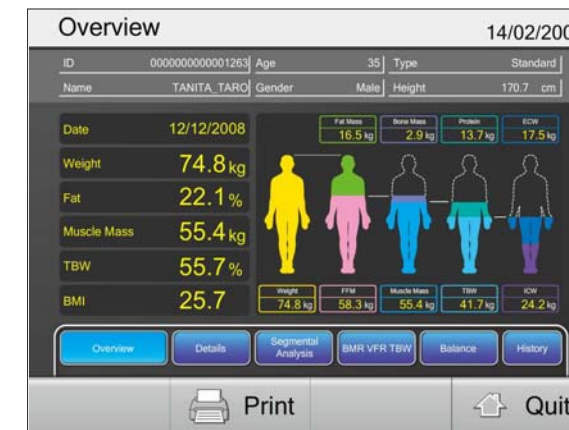 Overview 14/02/200
ID 0000000000001263 Age 35 Type Standard
Name TANITA_TARO Gender Male Height 170.7 cm
Date 12/12/2008
Weight 74.8 kg
Fat 22.1 %
Muscle Mass 55.4 kg
TBW 55.7 %
BMI 25.7
Fat Mass Bone Mass Protein ECW
16.5 kg 2.9 kg 13.7 kg 17.5 kg
Weight FFM Muscle Mass TBW ICW
74.8 kg 58.3 kg 55.4 kg 41.7 kg 24.2 kg
Overview Details Segmental Analysis BMR VFR TBW Balance History
Print Quit